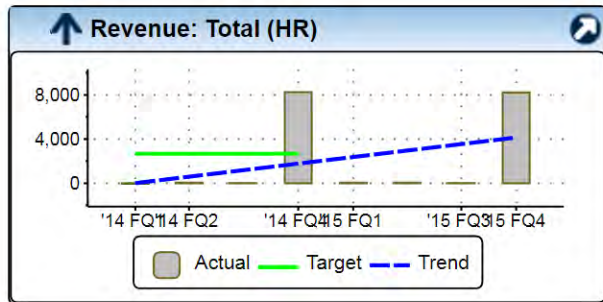 Revenue: Total (HR)
8,000
4,000
0
'14 FQ1 '14 FQ2 '14 FQ4 '15 FQ1 '15 FQ3 '15 FQ4
Actual Target Trend